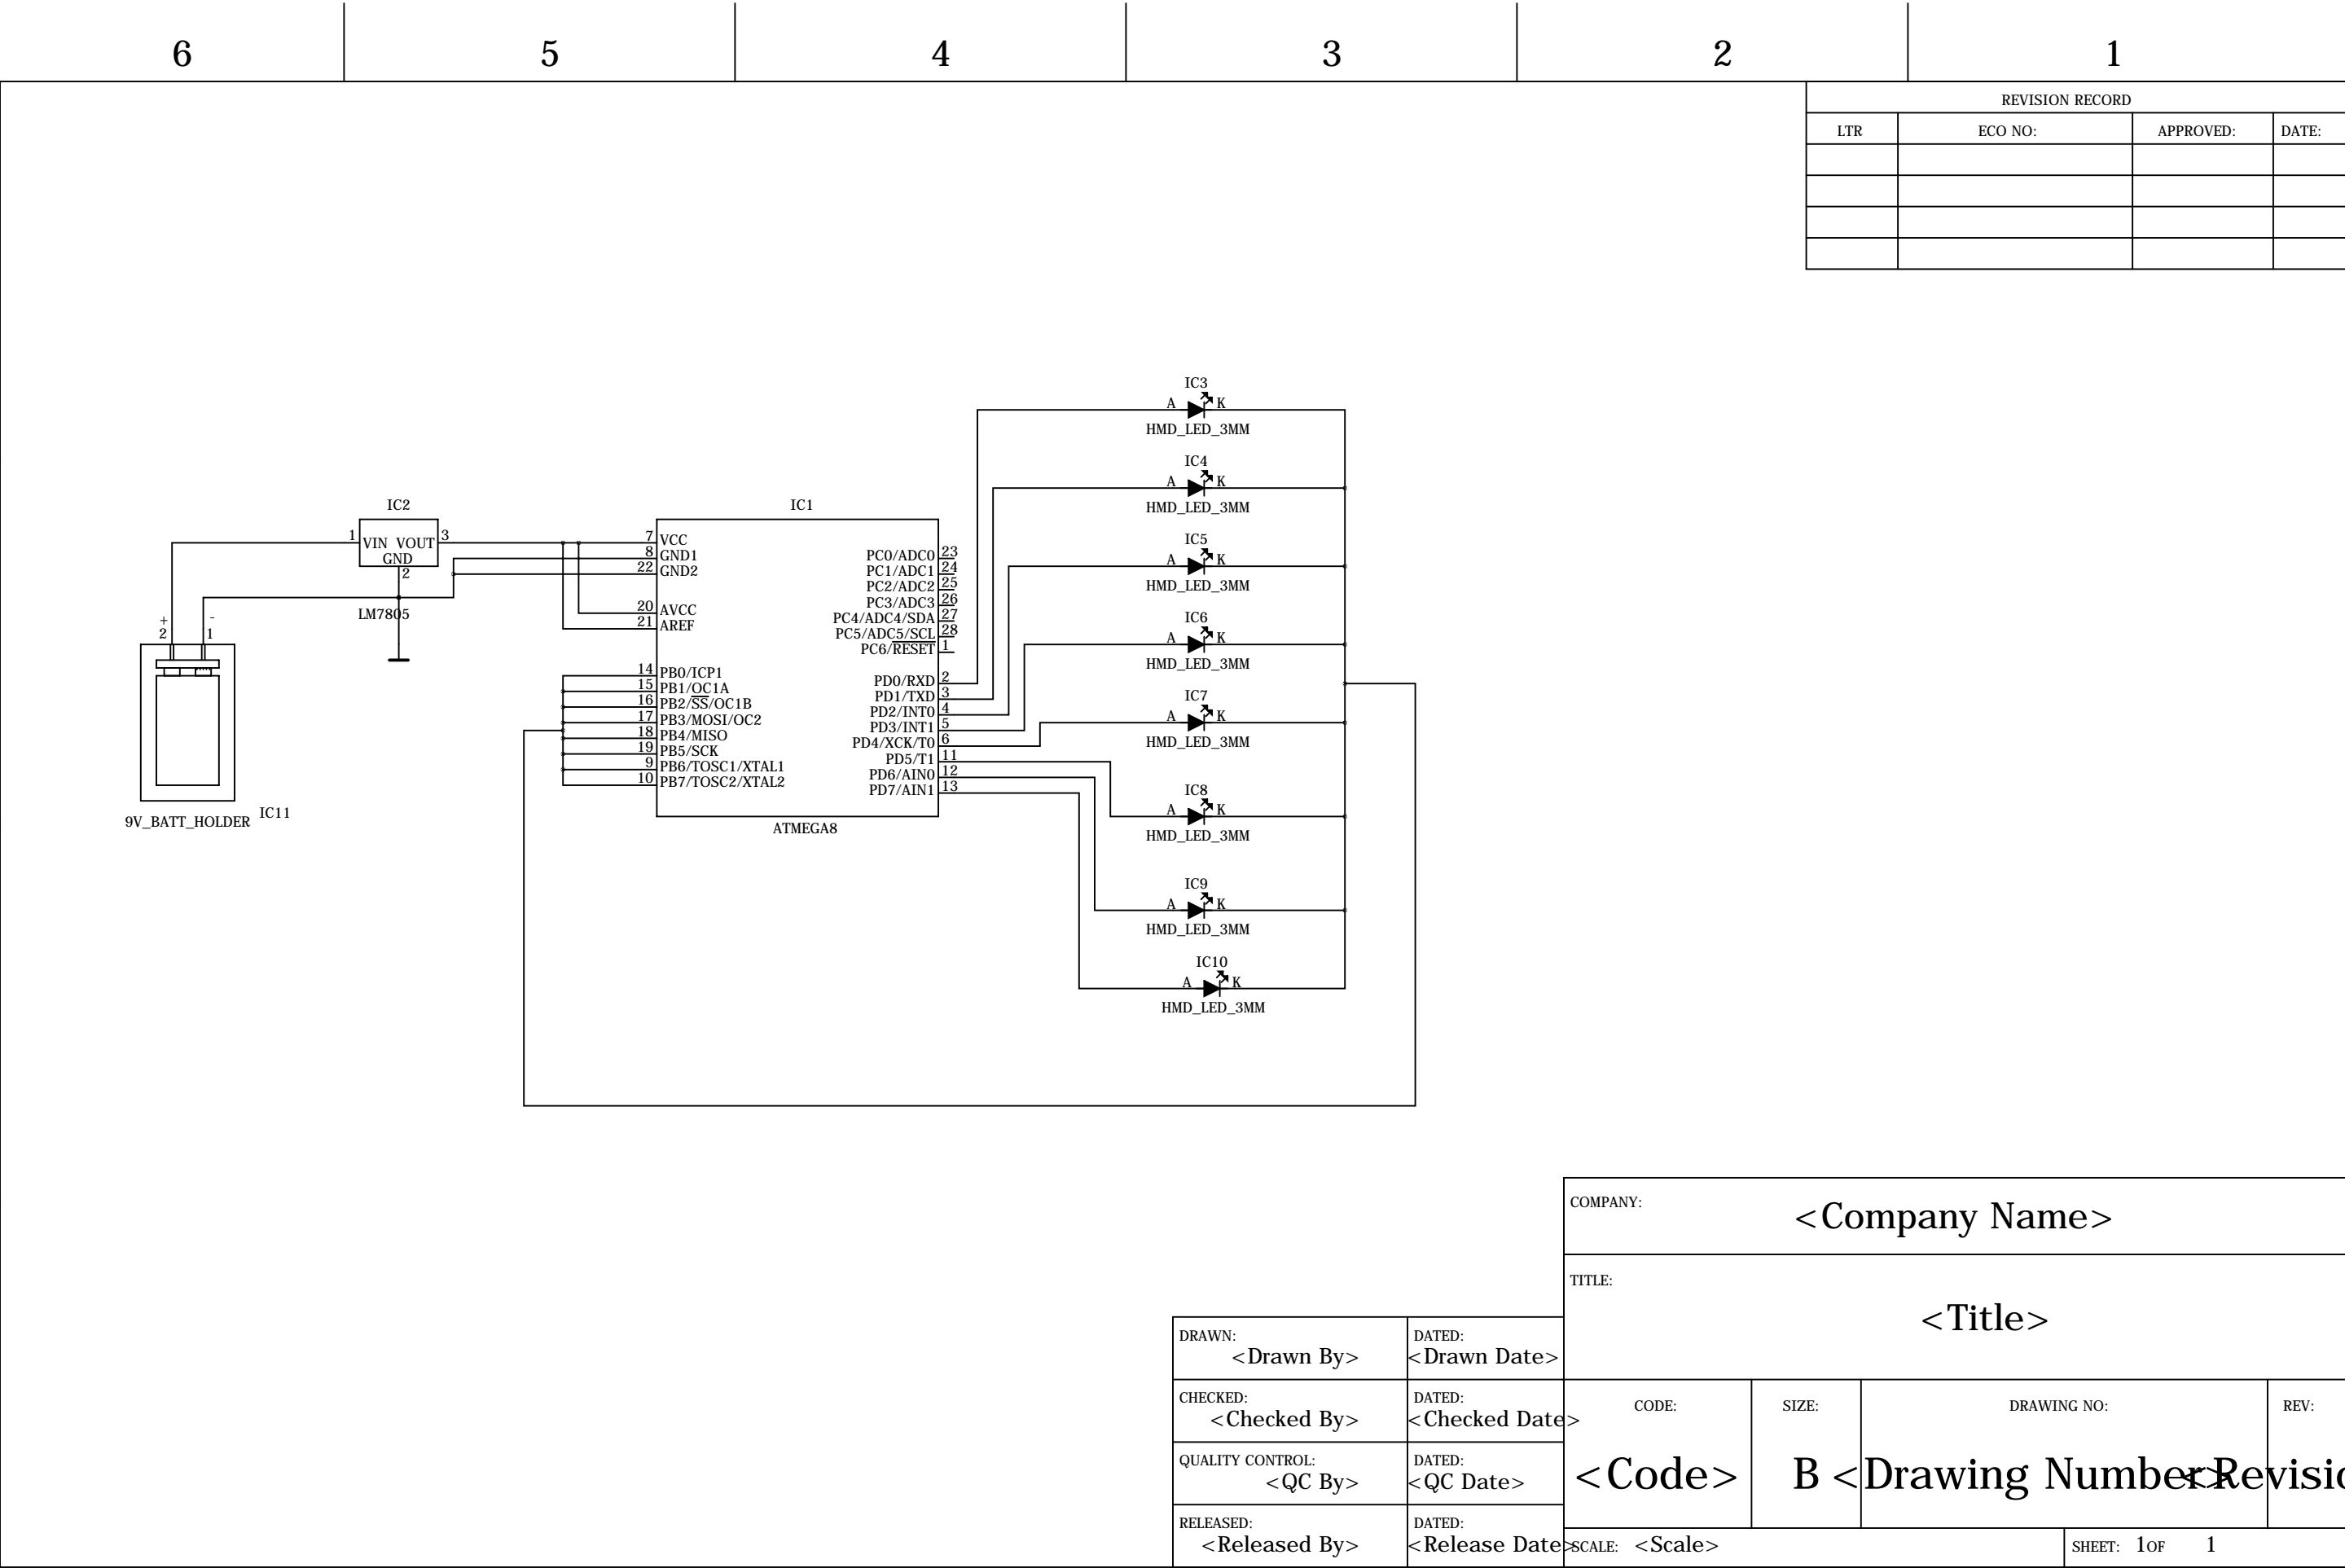 6 5 4 3 2 1
REVISION RECORD
LTR ECO NO: APPROVED: DATE:
IC3
A K
HMD_LED_3MM
IC4
A K
HMD_LED_3MM
IC5
A K
HMD_LED_3MM
IC6
A K
HMD_LED_3MM
IC7
A K
HMD_LED_3MM
IC8
A K
HMD_LED_3MM
IC9
A K
HMD_LED_3MM
IC10
A K
HMD_LED_3MM
IC2
1 VIN VOUT 3
GND
2
LM7805
+ -
2 1
9V_BATT_HOLDER IC11
IC1
7 VCC
8 GND1
22 GND2
20 AVCC
21 AREF
14 PB0/ICP1
15 PB1/OC1A
16 PB2/SS/OC1B
17 PB3/MOSI/OC2
18 PB4/MISO
19 PB5/SCK
9 PB6/TOSC1/XTAL1
10 PB7/TOSC2/XTAL2
PC0/ADC0 23
PC1/ADC1 24
PC2/ADC2 25
PC3/ADC3 26
PC4/ADC4/SDA 27
PC5/ADC5/SCL 28
PC6/RESET 1
PD0/RXD 2
PD1/TXD 3
PD2/INT0 4
PD3/INT1 5
PD4/XCK/T0 6
PD5/T1 11
PD6/AIN0 12
PD7/AIN1 13
ATMEGA8
COMPANY:
<Company Name>
TITLE:
<Title>
DRAWN: DATED:
<Drawn By> <Drawn Date>
CHECKED: DATED:
<Checked By> <Checked Date>
QUALITY CONTROL: DATED:
<QC By> <QC Date>
RELEASED: DATED:
<Released By> <Release Date>
CODE: SIZE: DRAWING NO: REV:
<Code> B <Drawing Number> <Revisio
SCALE: <Scale> SHEET: 1 OF 1